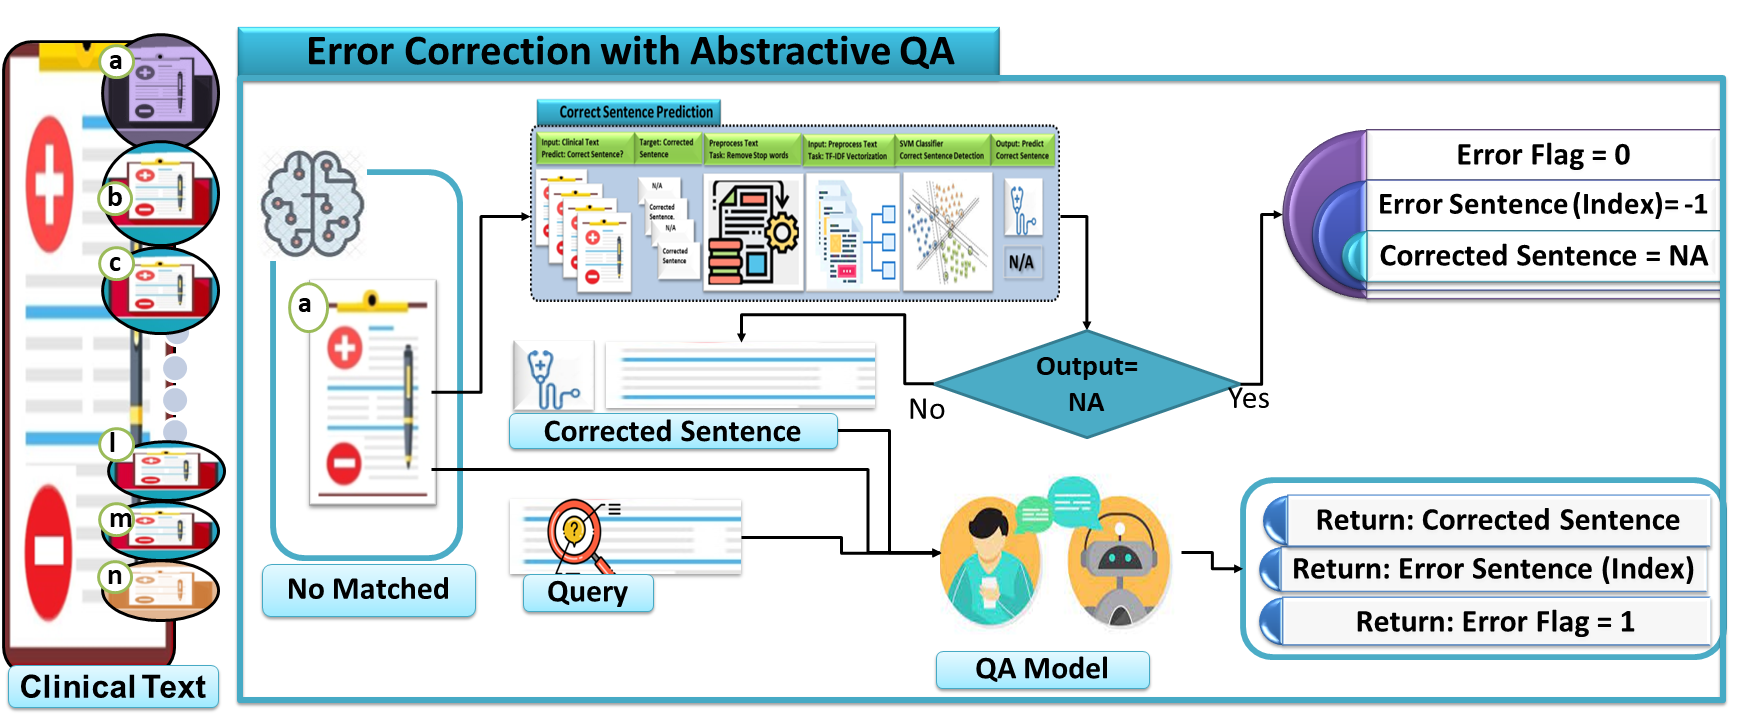 Error Correction with Abstractive QA
a
b
c
l
m
n
Clinical Text
a
No Matched
Correct Sentence Prediction
Input: Clinical Text
Predict: Correct Sentence?
Target: Corrected
Sentence
Preprocess Text
Task: Remove Stop words
Input: Preprocess Text
Task: TF-IDF Vectorization
SVM Classifier
Correct Sentence Detection
Output: Predict
Correct Sentence
N/A
Corrected
Sentence.
N/A
Corrected
Sentence
N/A
Output=
NA
No
Yes
Error Flag = 0
Error Sentence (Index)= -1
Corrected Sentence = NA
Corrected Sentence
?
Query
QA Model
Return: Corrected Sentence
Return: Error Sentence (Index)
Return: Error Flag = 1